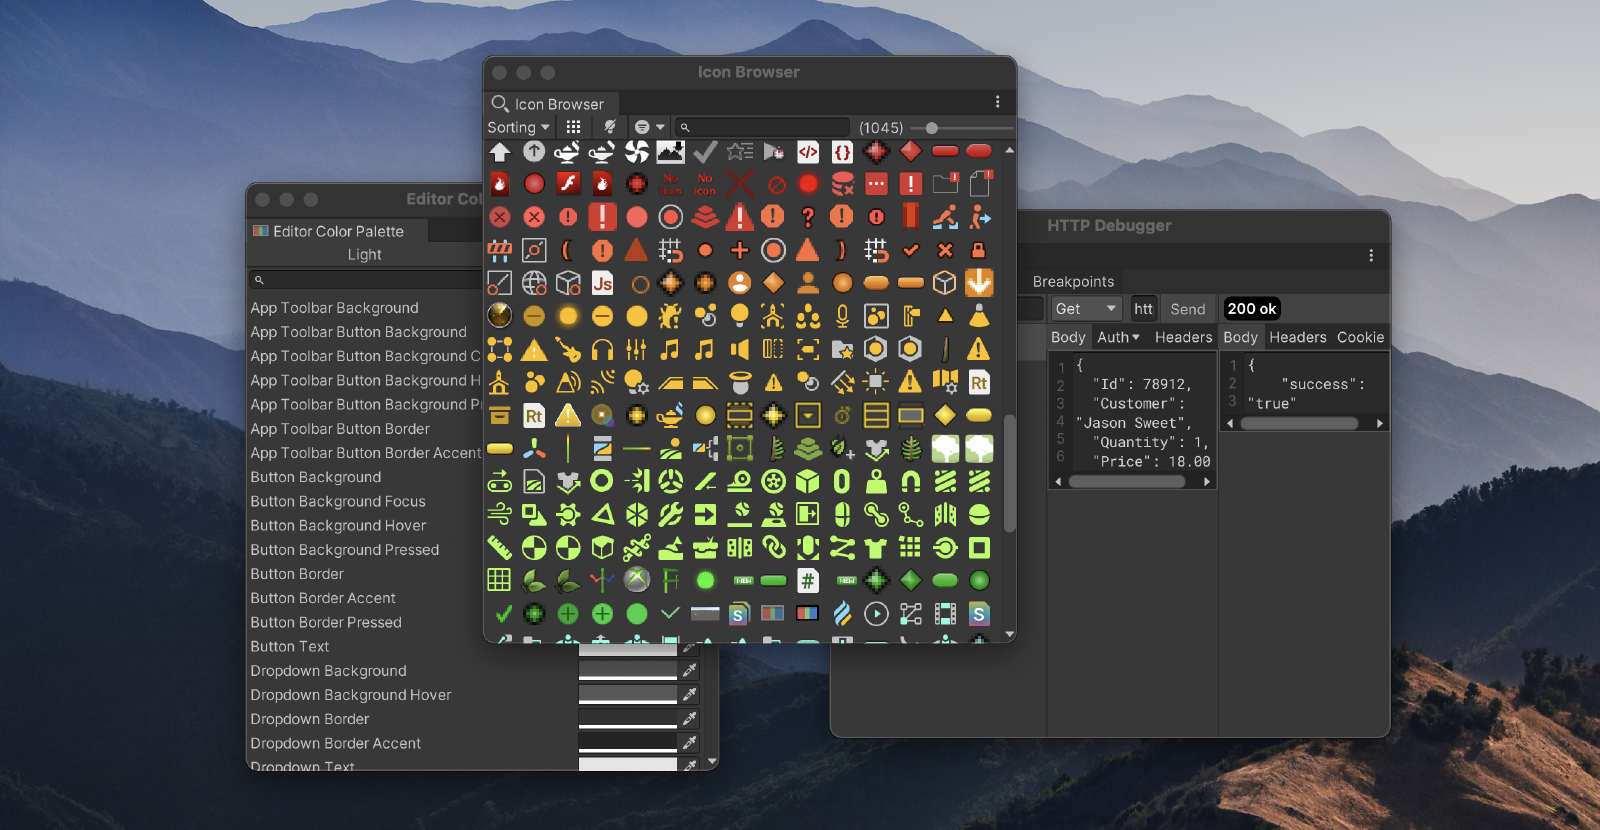 Icon Browser
Icon Browser
Sorting
(1045)
No icon
No icon
</>
{}
Js
Rt
Rt
NEW
#
NEW
S
S
Editor Col
Editor Color Palette
Light
App Toolbar Background
App Toolbar Button Background
App Toolbar Button Background C
App Toolbar Button Background H
App Toolbar Button Background Pr
App Toolbar Button Border
App Toolbar Button Border Accent
Button Background
Button Background Focus
Button Background Hover
Button Background Pressed
Button Border
Button Border Accent
Button Border Pressed
Button Text
Dropdown Background
Dropdown Background Hover
Dropdown Border
Dropdown Border Accent
Dropdown Text
HTTP Debugger
Breakpoints
Get
htt
Send
200 ok
Body Auth Headers
1 {
2 "Id": 78912,
3 "Customer":
4 "Jason Sweet",
5 "Quantity": 1,
6 "Price": 18.00
Body Headers Cookie
1 {
2 "success":
3 "true"